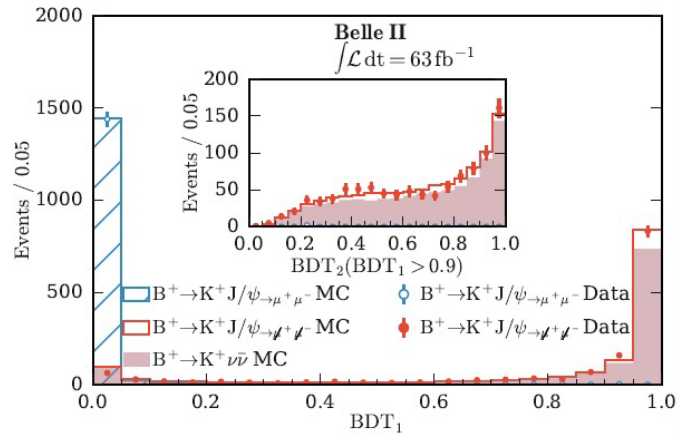 Belle II
∫ℒ dt = 63 fb⁻¹
2000
1500
1000
500
0
Events / 0.05
0.0 0.2 0.4 0.6 0.8 1.0
BDT₁
200
150
100
50
0
Events / 0.05
0.0 0.2 0.4 0.6 0.8 1.0
BDT₂(BDT₁ > 0.9)
B⁺→K⁺J/ψ→μ⁺μ⁻ MC
B⁺→K⁺J/ψ→μ̸⁺μ̸⁻ MC
B⁺→K⁺νν̄ MC
B⁺→K⁺J/ψ→μ⁺μ⁻ Data
B⁺→K⁺J/ψ→μ̸⁺μ̸⁻ Data